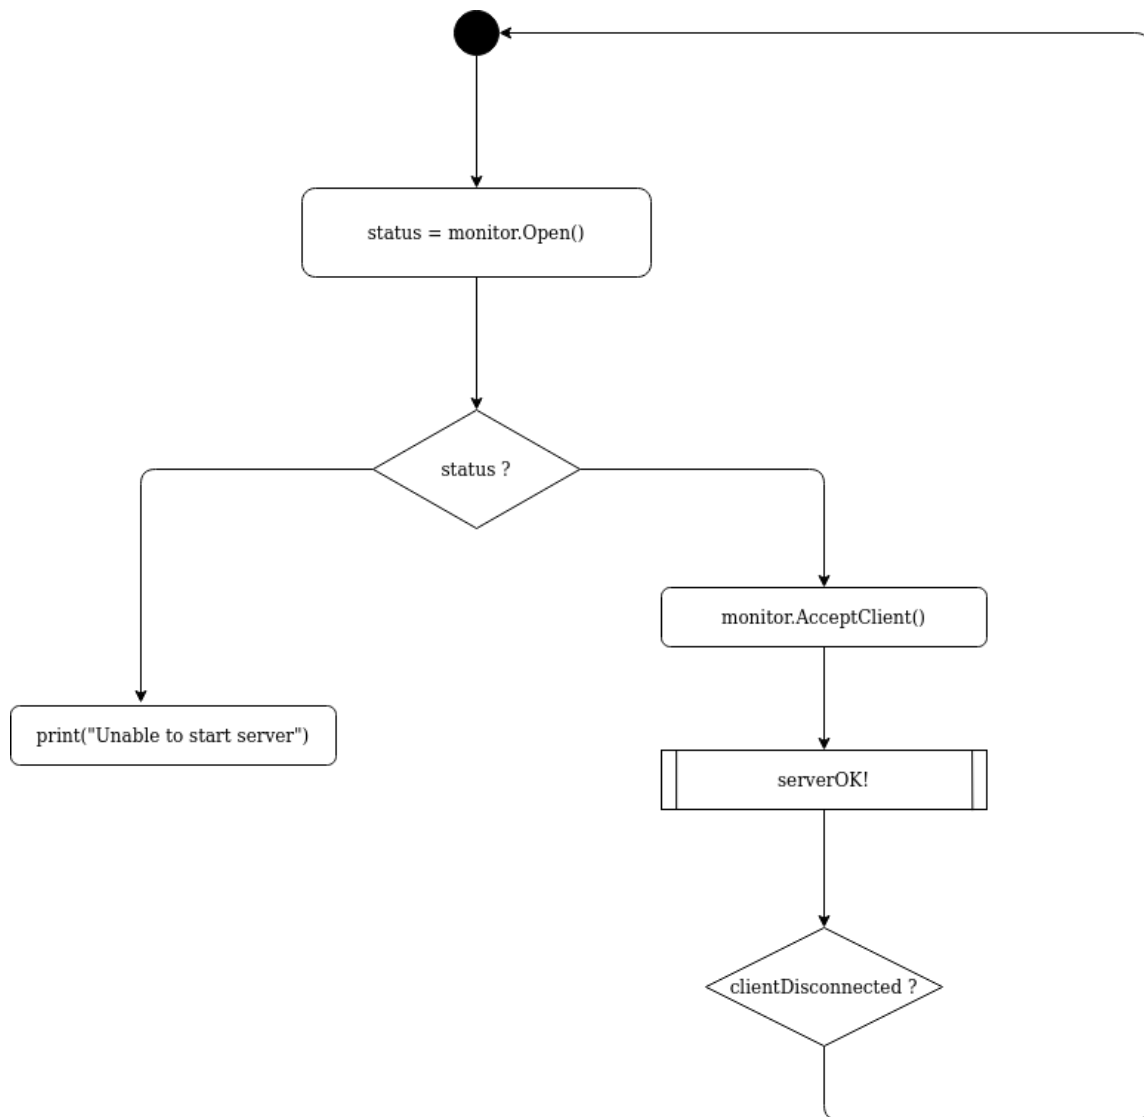 status = monitor.Open()
status ?
monitor.AcceptClient()
print("Unable to start server")
serverOK!
clientDisconnected ?